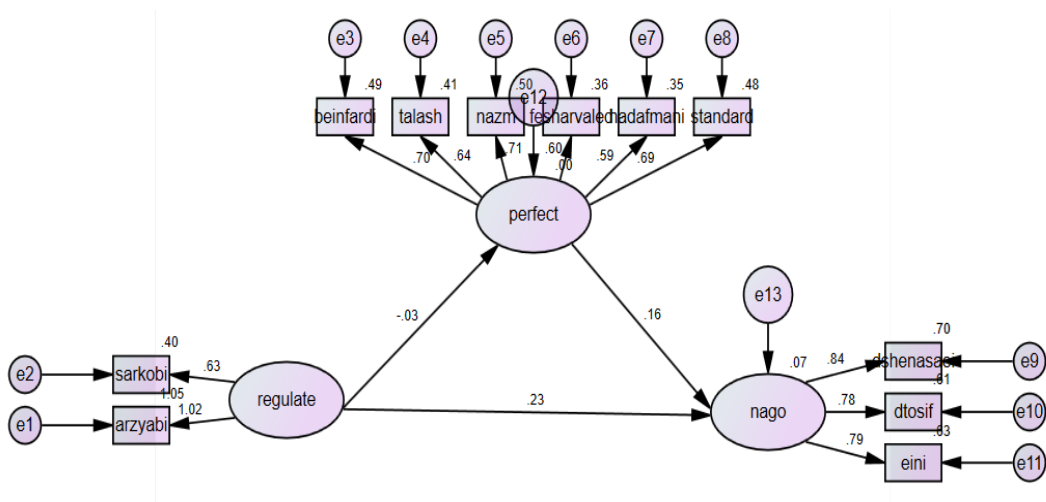 e3 e4 e5 e6 e7 e8
.49 .41 .50 .36 .35 .48
e12
beinfardi talash nazm hadafmani standard
.70 .64 .71 .60 .00 .59 .69
perfect
e13
-.03 .16
.40 .70
e2 sarkobi .63 .07 .84 e9
1.05 .61
regulate .23 nago .78 dtosif e10
e1 arzyabi 1.02 .63
.79 eini e11